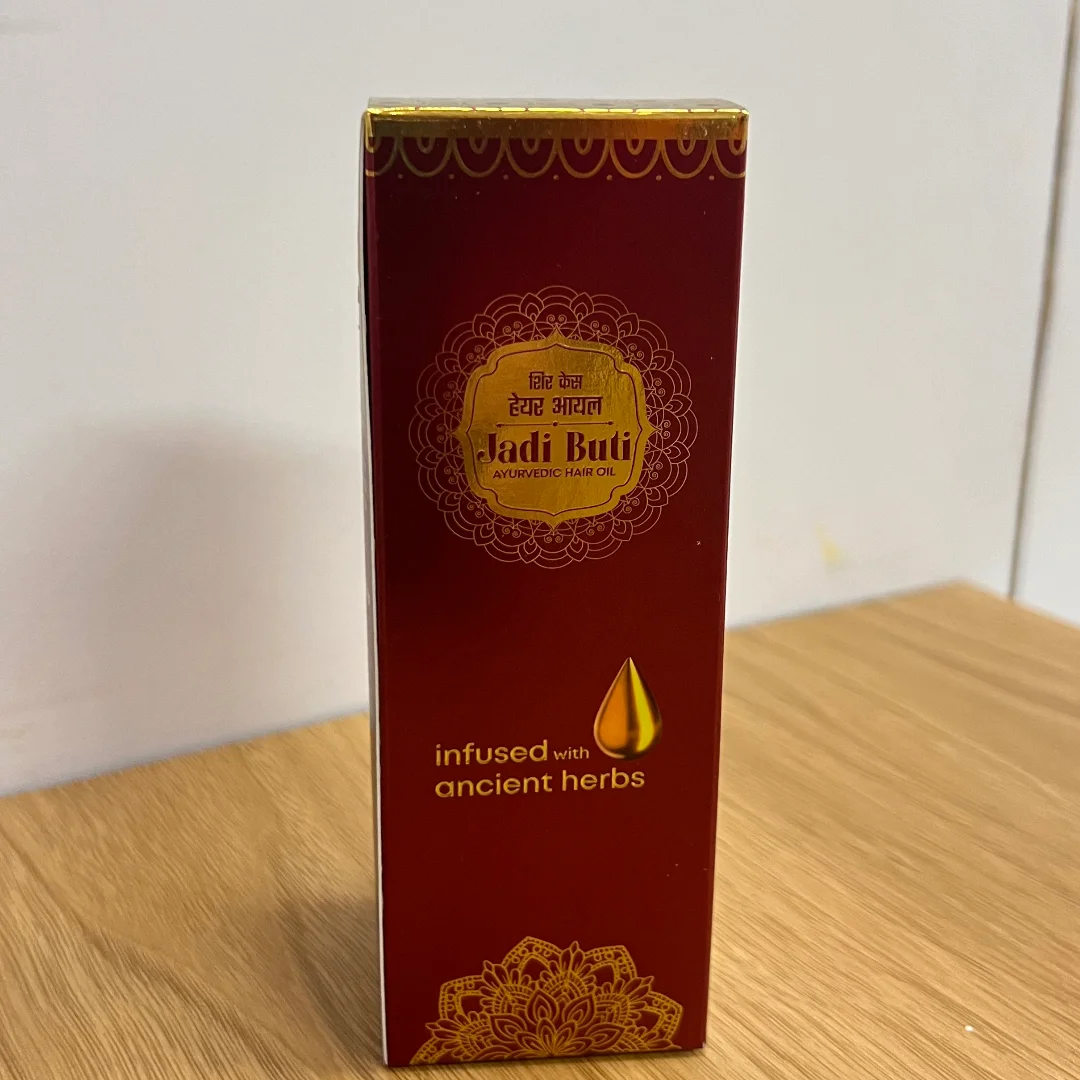 शिर केस
हेयर आयल
Jadi Buti
AYURVEDIC HAIR OIL
infused with
ancient herbs